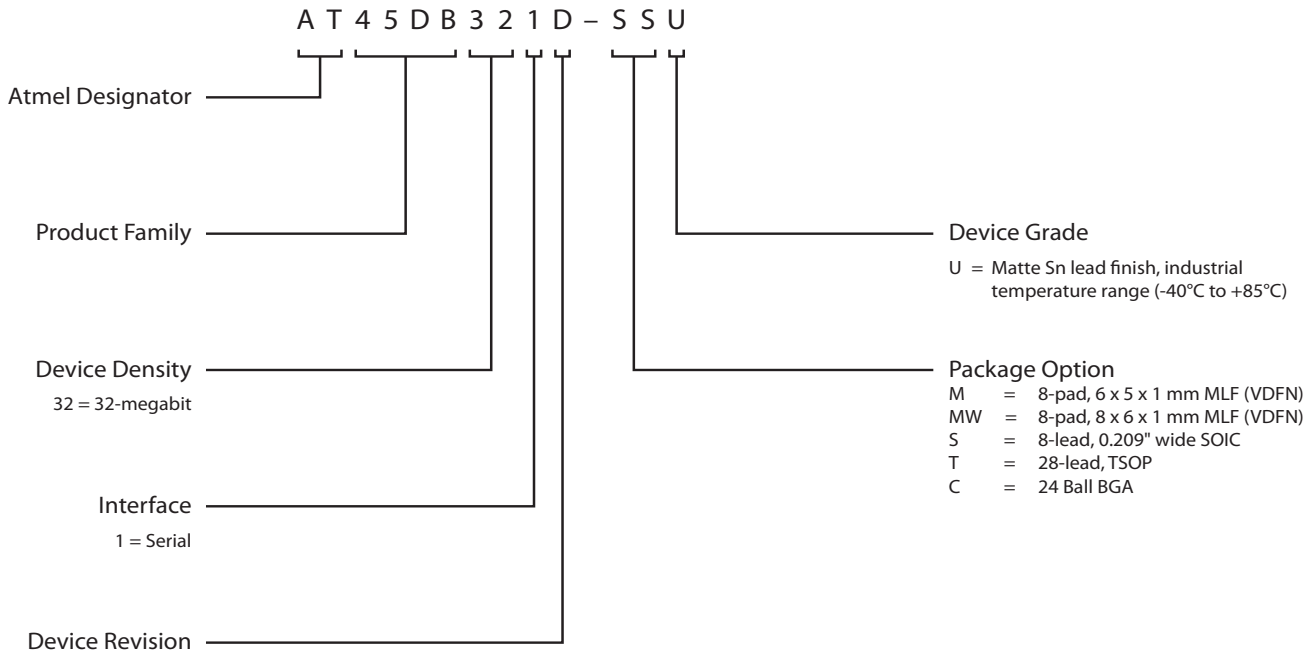 A T 4 5 D B 3 2 1 D – S S U
Atmel Designator
Product Family
Device Density
32 = 32-megabit
Interface
1 = Serial
Device Revision
Device Grade
U = Matte Sn lead finish, industrial
temperature range (-40°C to +85°C)
Package Option
M = 8-pad, 6 x 5 x 1 mm MLF (VDFN)
MW = 8-pad, 8 x 6 x 1 mm MLF (VDFN)
S = 8-lead, 0.209" wide SOIC
T = 28-lead, TSOP
C = 24 Ball BGA